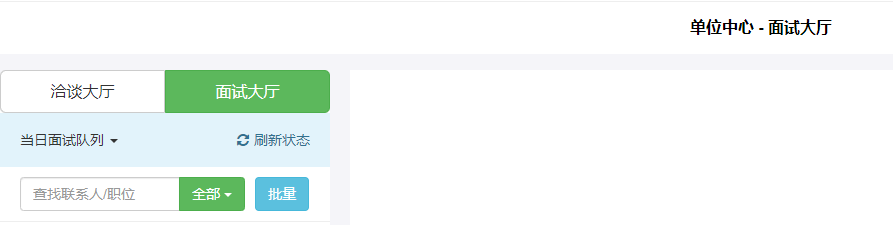 单位中心 - 面试大厅
洽谈大厅 面试大厅
当日面试队列 刷新状态
查找联系人/职位 全部 批量